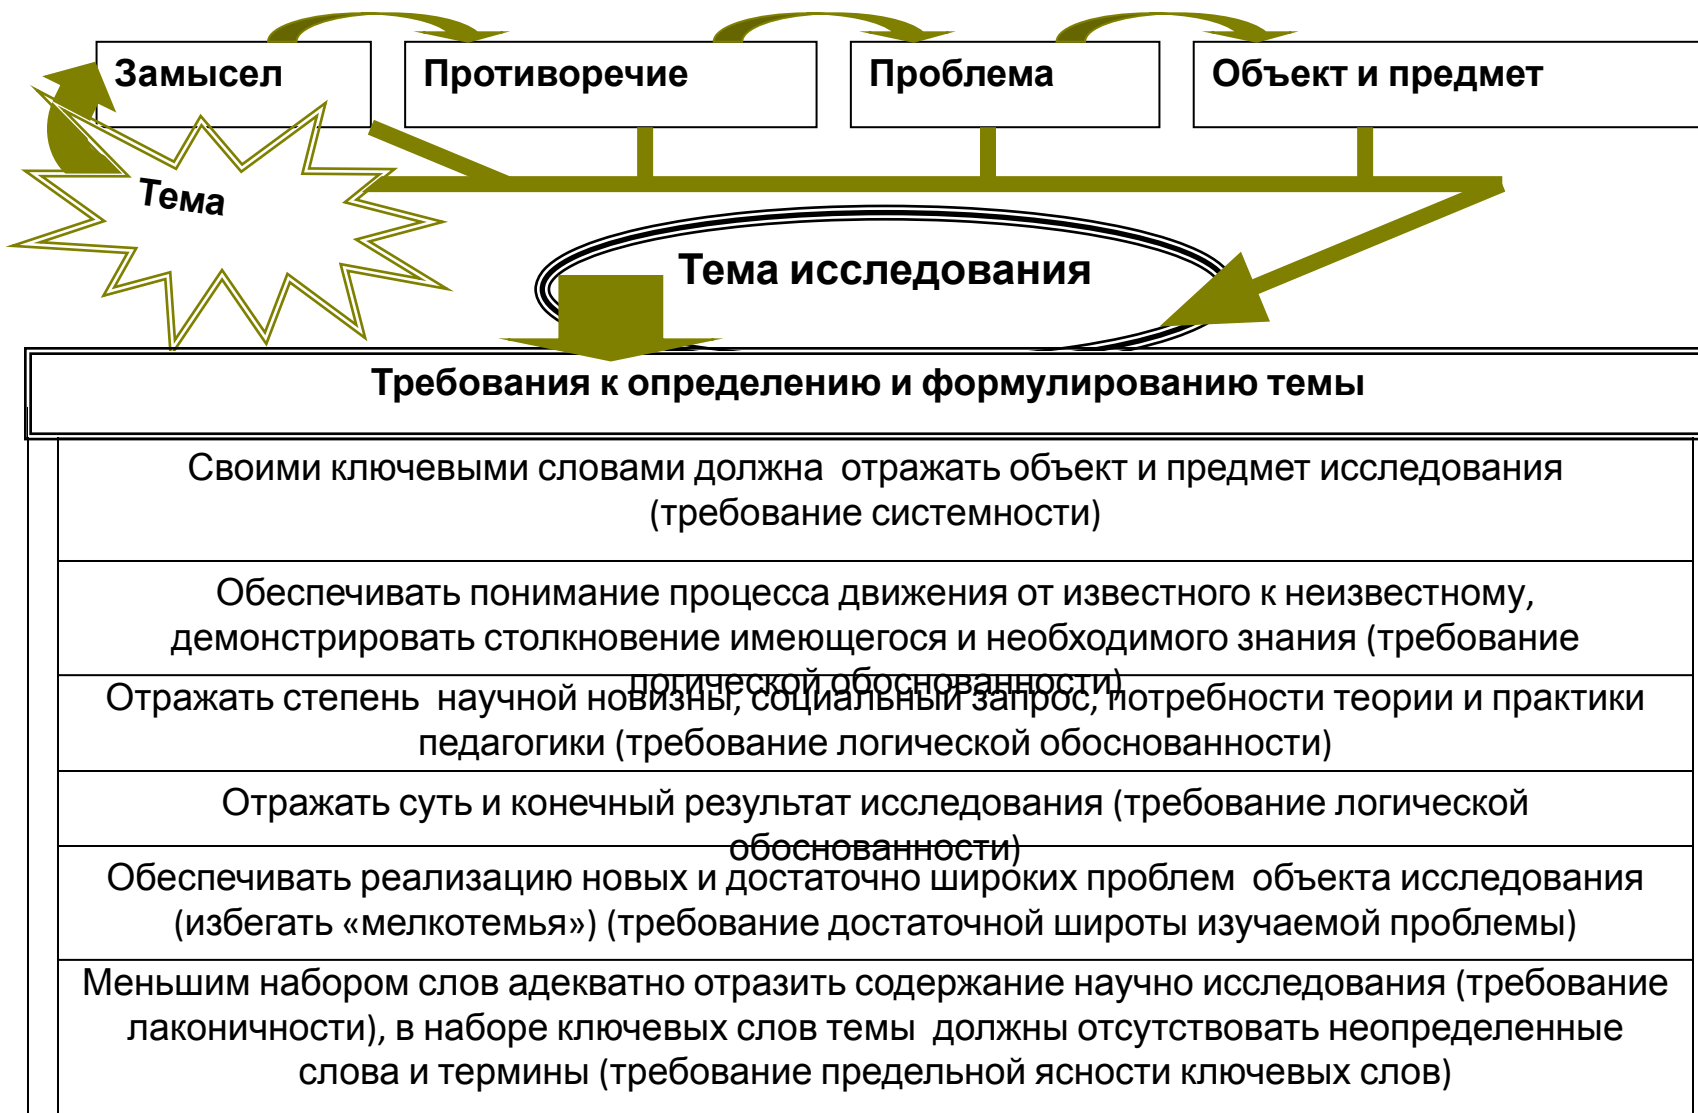 Замысел
Противоречие
Проблема
Объект и предмет
Тема
Тема исследования
Требования к определению и формулированию темы
Своими ключевыми словами должна отражать объект и предмет исследования
(требование системности)
Обеспечивать понимание процесса движения от известного к неизвестному,
демонстрировать столкновение имеющегося и необходимого знания (требование
логической обоснованности)
Отражать степень научной новизны, социальный запрос, потребности теории и практики
педагогики (требование логической обоснованности)
Отражать суть и конечный результат исследования (требование логической
обоснованности)
Обеспечивать реализацию новых и достаточно широких проблем объекта исследования
(избегать «мелкотемья») (требование достаточной широты изучаемой проблемы)
Меньшим набором слов адекватно отразить содержание научно исследования (требование
лаконичности), в наборе ключевых слов темы должны отсутствовать неопределенные
слова и термины (требование предельной ясности ключевых слов)